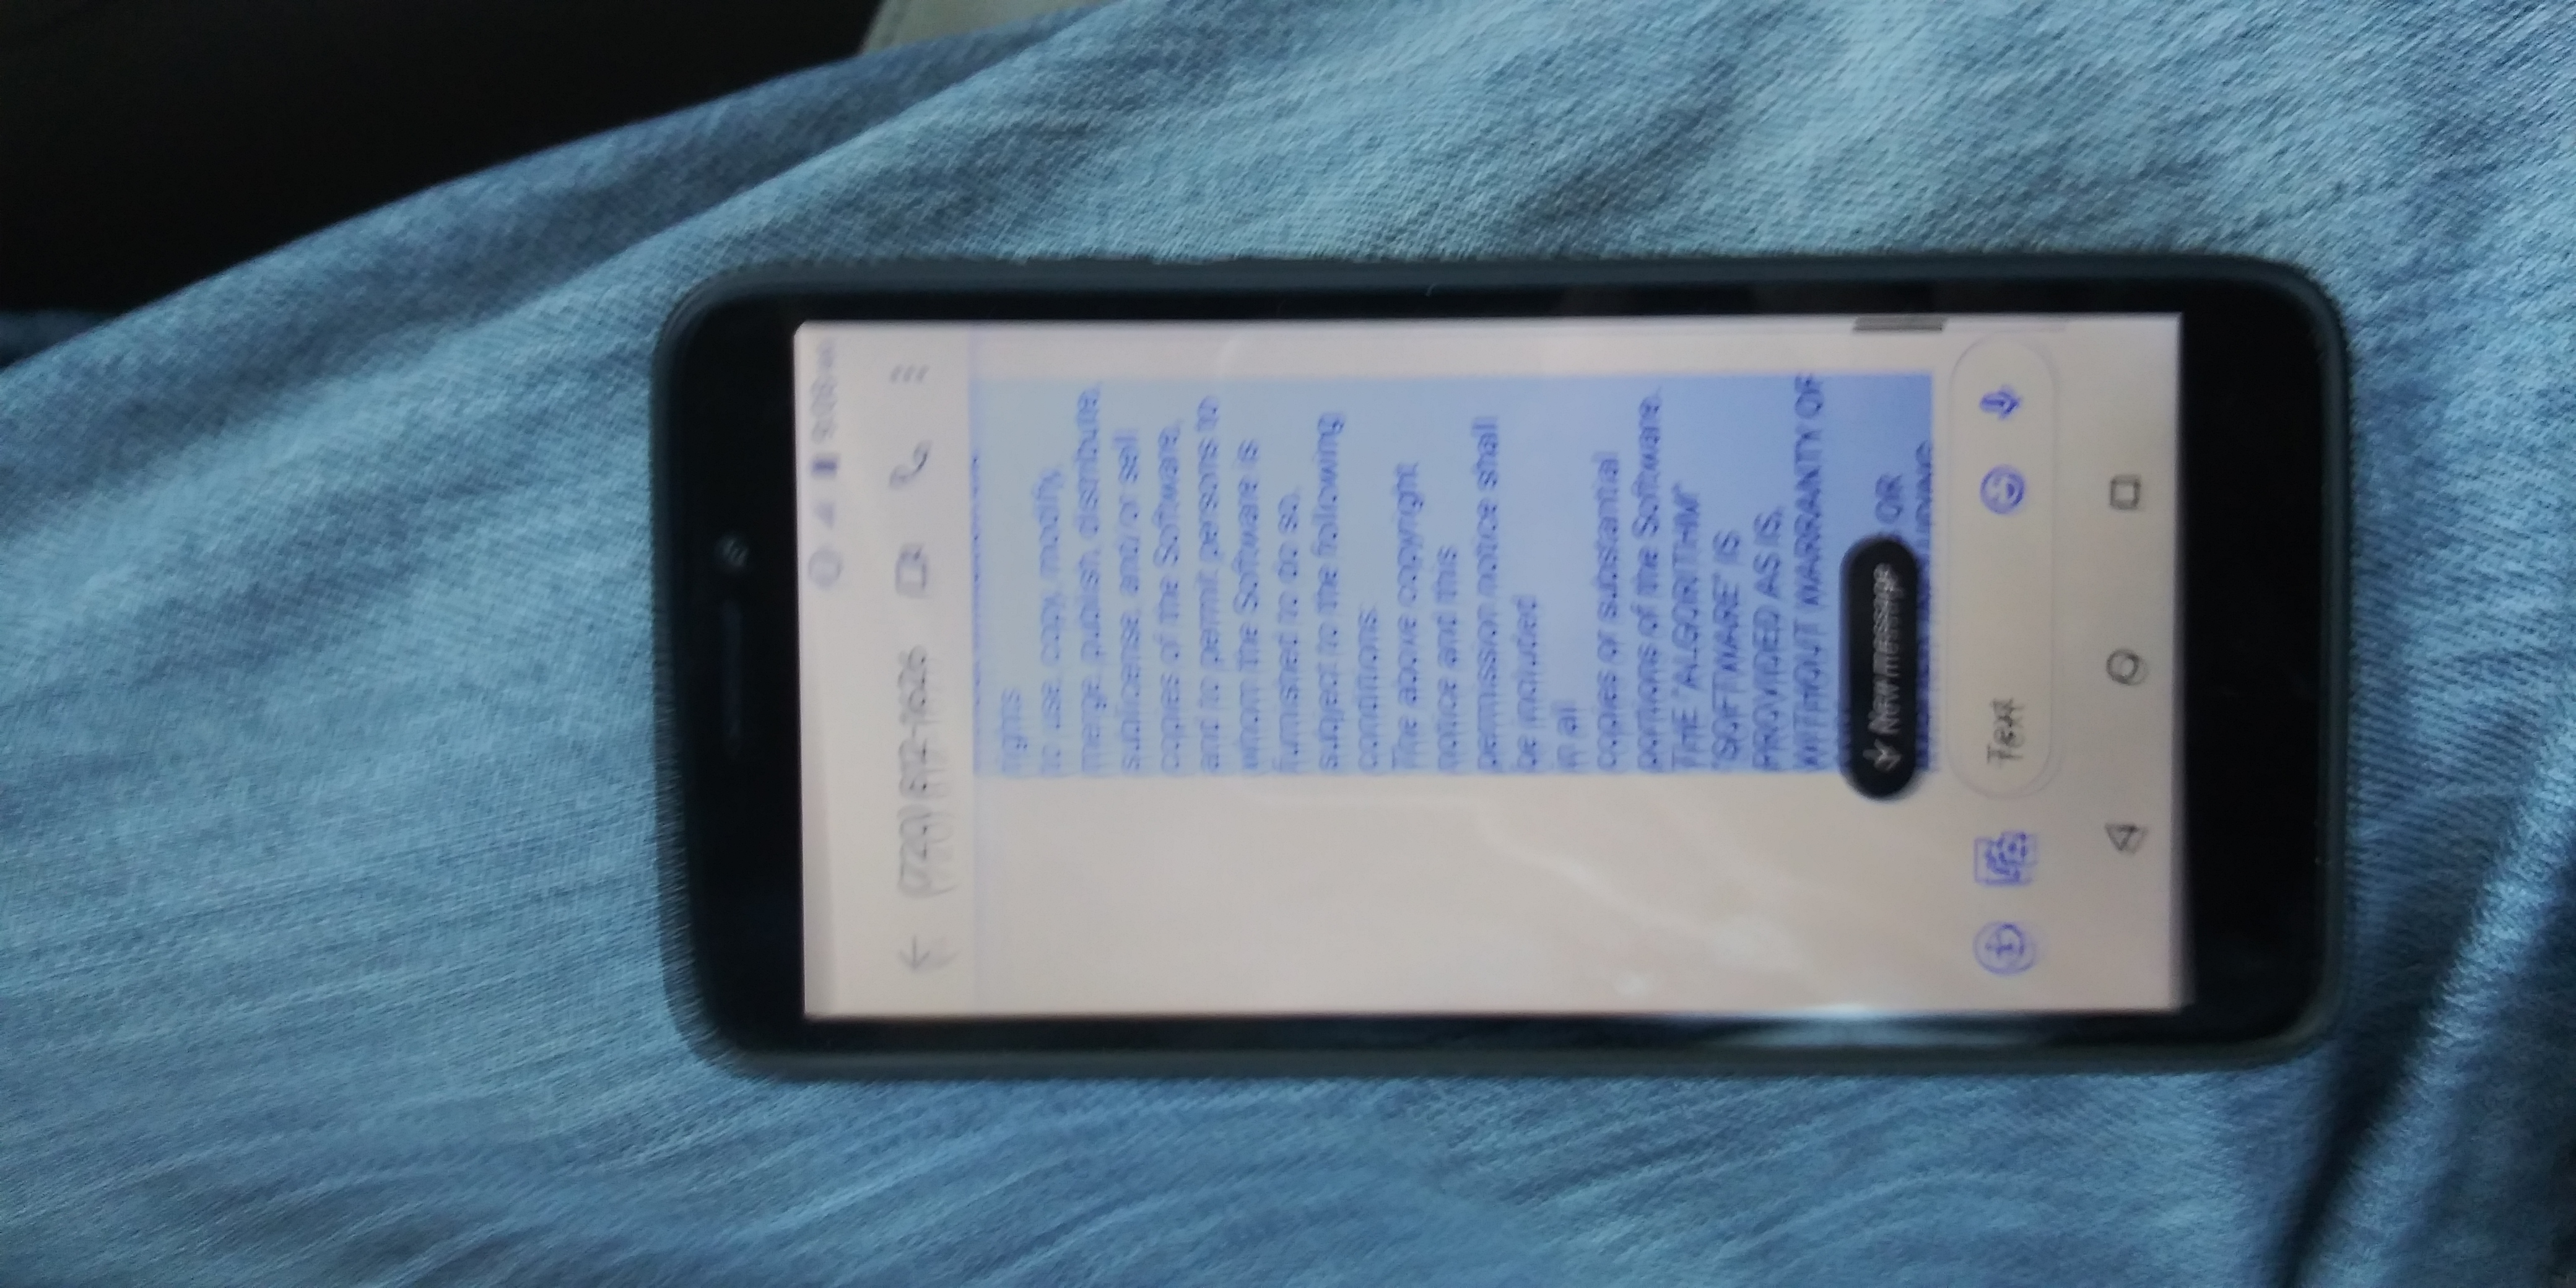 9:08
(720) 812-1626
rights
to use, copy, modify,
merge, publish, distribute,
sublicense, and/or sell
copies of the Software,
and to permit persons to
whom the Software is
furnished to do so,
subject to the following
conditions:
The above copyright
notice and this
permission notice shall
be included
in all
copies or substantial
portions of the Software.
THE "ALGORITHM"
"SOFTWARE" IS
PROVIDED AS IS,
WITHOUT WARRANTY OF
New message
OR
INCLUDING
Text